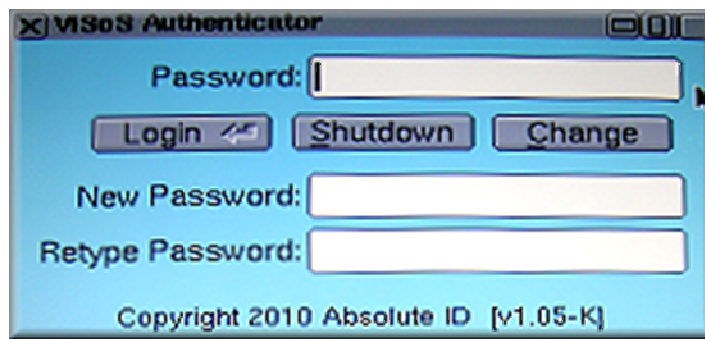 ViSoS Authenticator
Password:
Login Shutdown Change
New Password:
Retype Password:
Copyright 2010 Absolute ID [v1.05-K]